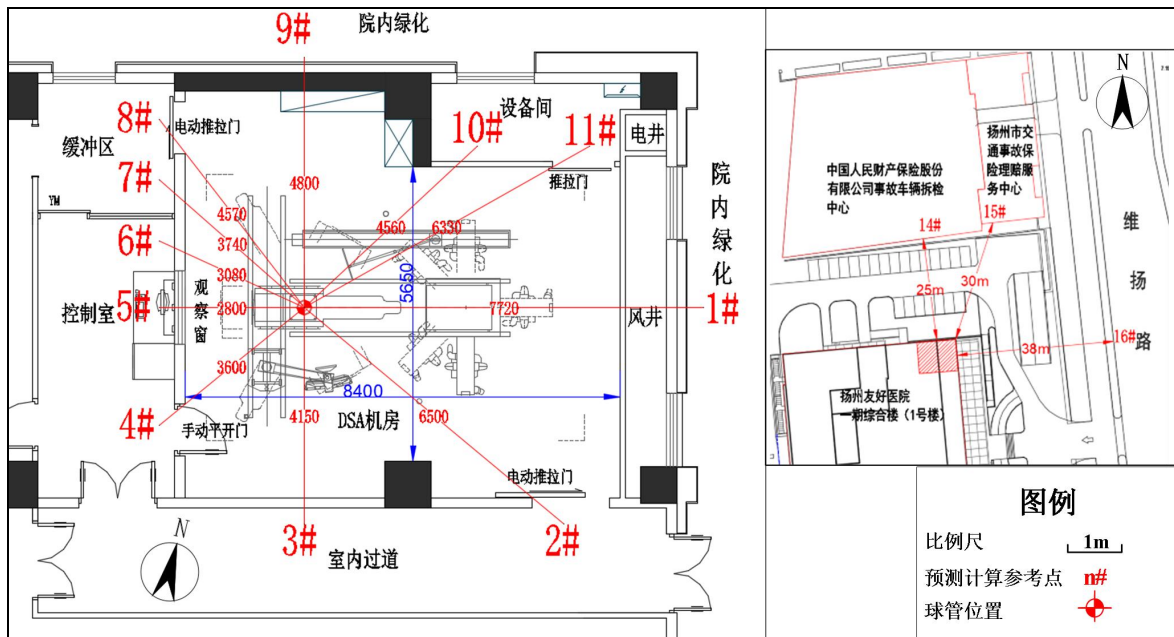 9#
院内绿化
8#
电动推拉门
缓冲区
7#
YM
10#
设备间
11#
电井
推拉门
4800
4570
3740
6#
3080
4560
6330
5650
院内绿化
控制室
5#
观察窗
2800
7720
1#
风井
3600
4#
8400
4150
DSA机房
6500
手动平开门
电动推拉门
3#
2#
室内过道
N
N
中国人民财产保险股份
有限公司事故车辆拆检
中心
扬州市交
通事故保
险理赔服
务中心
15#
14#
维扬路
25m
30m
16#
38m
扬州友好医院
一期综合楼（1号楼）
图例
比例尺 1m
预测计算参考点 n#
球管位置